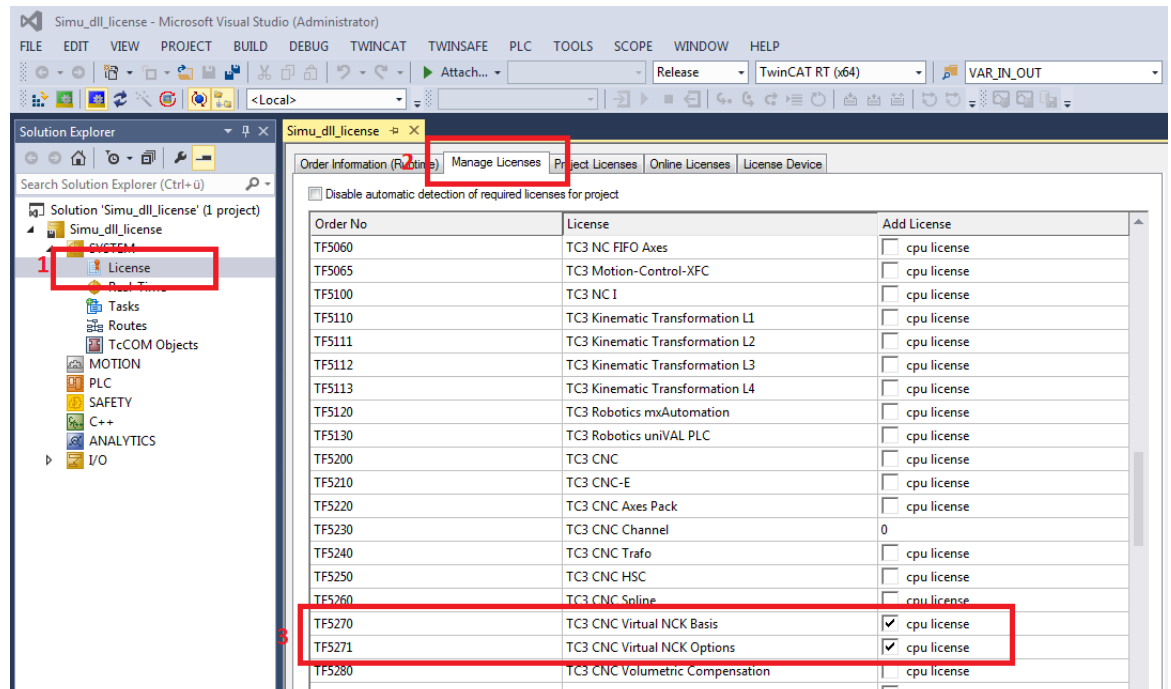 Simu_dll_license - Microsoft Visual Studio (Administrator)
FILE EDIT VIEW PROJECT BUILD DEBUG TWINCAT TWINSAFE PLC TOOLS SCOPE WINDOW HELP
Attach... Release TwinCAT RT (x64) VAR_IN_OUT
<Local>
Solution Explorer
Search Solution Explorer (Ctrl+ü)
Solution 'Simu_dll_license' (1 project)
Simu_dll_license
SYSTEM
1
License
Real-Time
Tasks
Routes
TcCOM Objects
MOTION
PLC
SAFETY
C++
ANALYTICS
I/O
Simu_dll_license
2
Order Information (Runtime) Manage Licenses Project Licenses Online Licenses License Device
Disable automatic detection of required licenses for project
Order No License Add License
TF5060 TC3 NC FIFO Axes cpu license
TF5065 TC3 Motion-Control-XFC cpu license
TF5100 TC3 NC I cpu license
TF5110 TC3 Kinematic Transformation L1 cpu license
TF5111 TC3 Kinematic Transformation L2 cpu license
TF5112 TC3 Kinematic Transformation L3 cpu license
TF5113 TC3 Kinematic Transformation L4 cpu license
TF5120 TC3 Robotics mxAutomation cpu license
TF5130 TC3 Robotics uniVAL PLC cpu license
TF5200 TC3 CNC cpu license
TF5210 TC3 CNC-E cpu license
TF5220 TC3 CNC Axes Pack cpu license
TF5230 TC3 CNC Channel 0
TF5240 TC3 CNC Trafo cpu license
TF5250 TC3 CNC HSC cpu license
TF5260 TC3 CNC Spline cpu license
3
TF5270 TC3 CNC Virtual NCK Basis cpu license
TF5271 TC3 CNC Virtual NCK Options cpu license
TF5280 TC3 CNC Volumetric Compensation cpu license